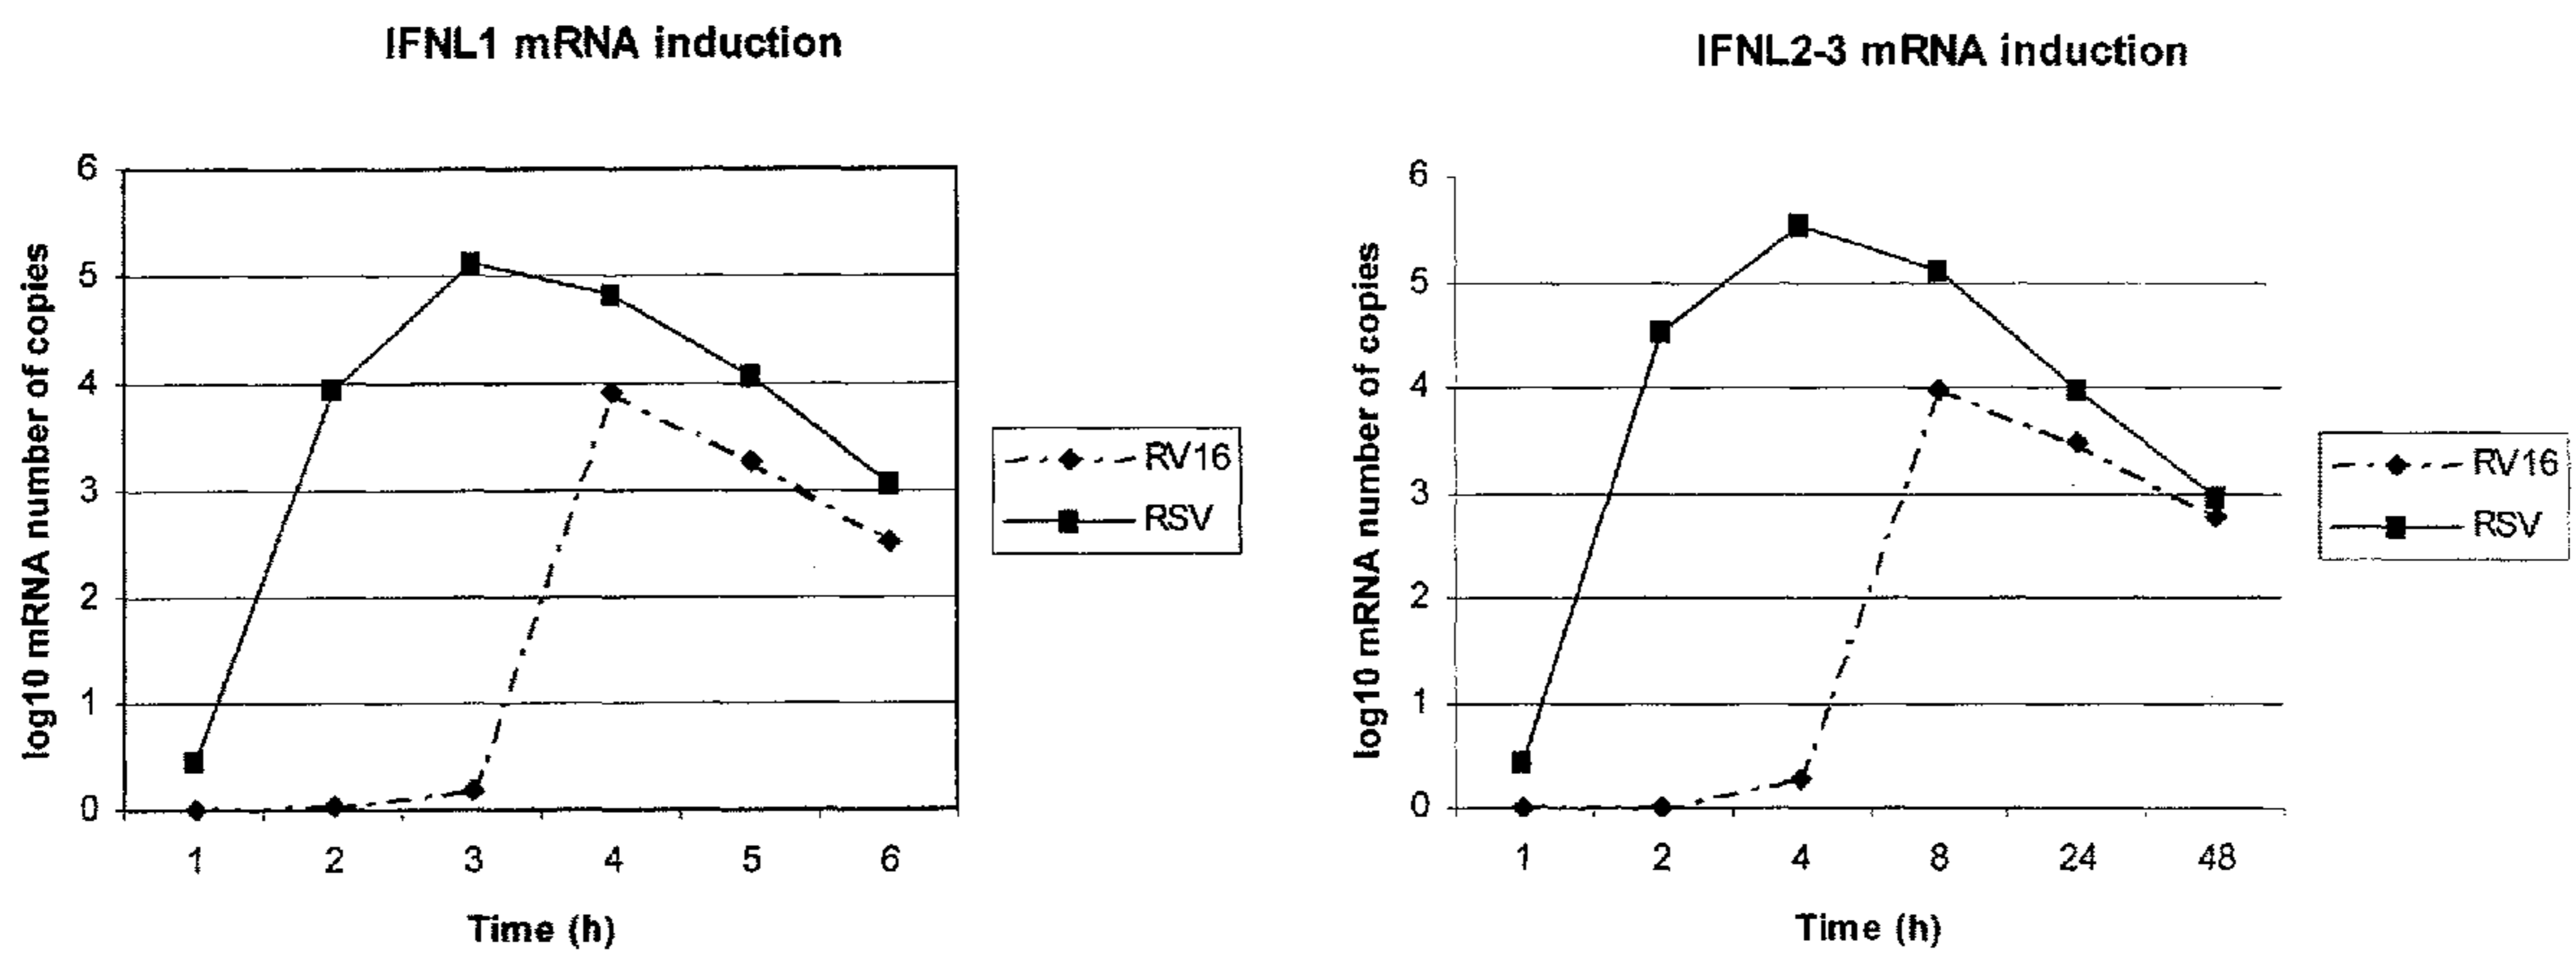 IFNL1 mRNA induction
log10 mRNA number of copies
6
5
4
3
2
1
0
1 2 3 4 5 6
Time (h)
RV16
RSV
IFNL2-3 mRNA induction
log10 mRNA number of copies
6
5
4
3
2
1
0
1 2 4 8 24 48
Time (h)
RV16
RSV